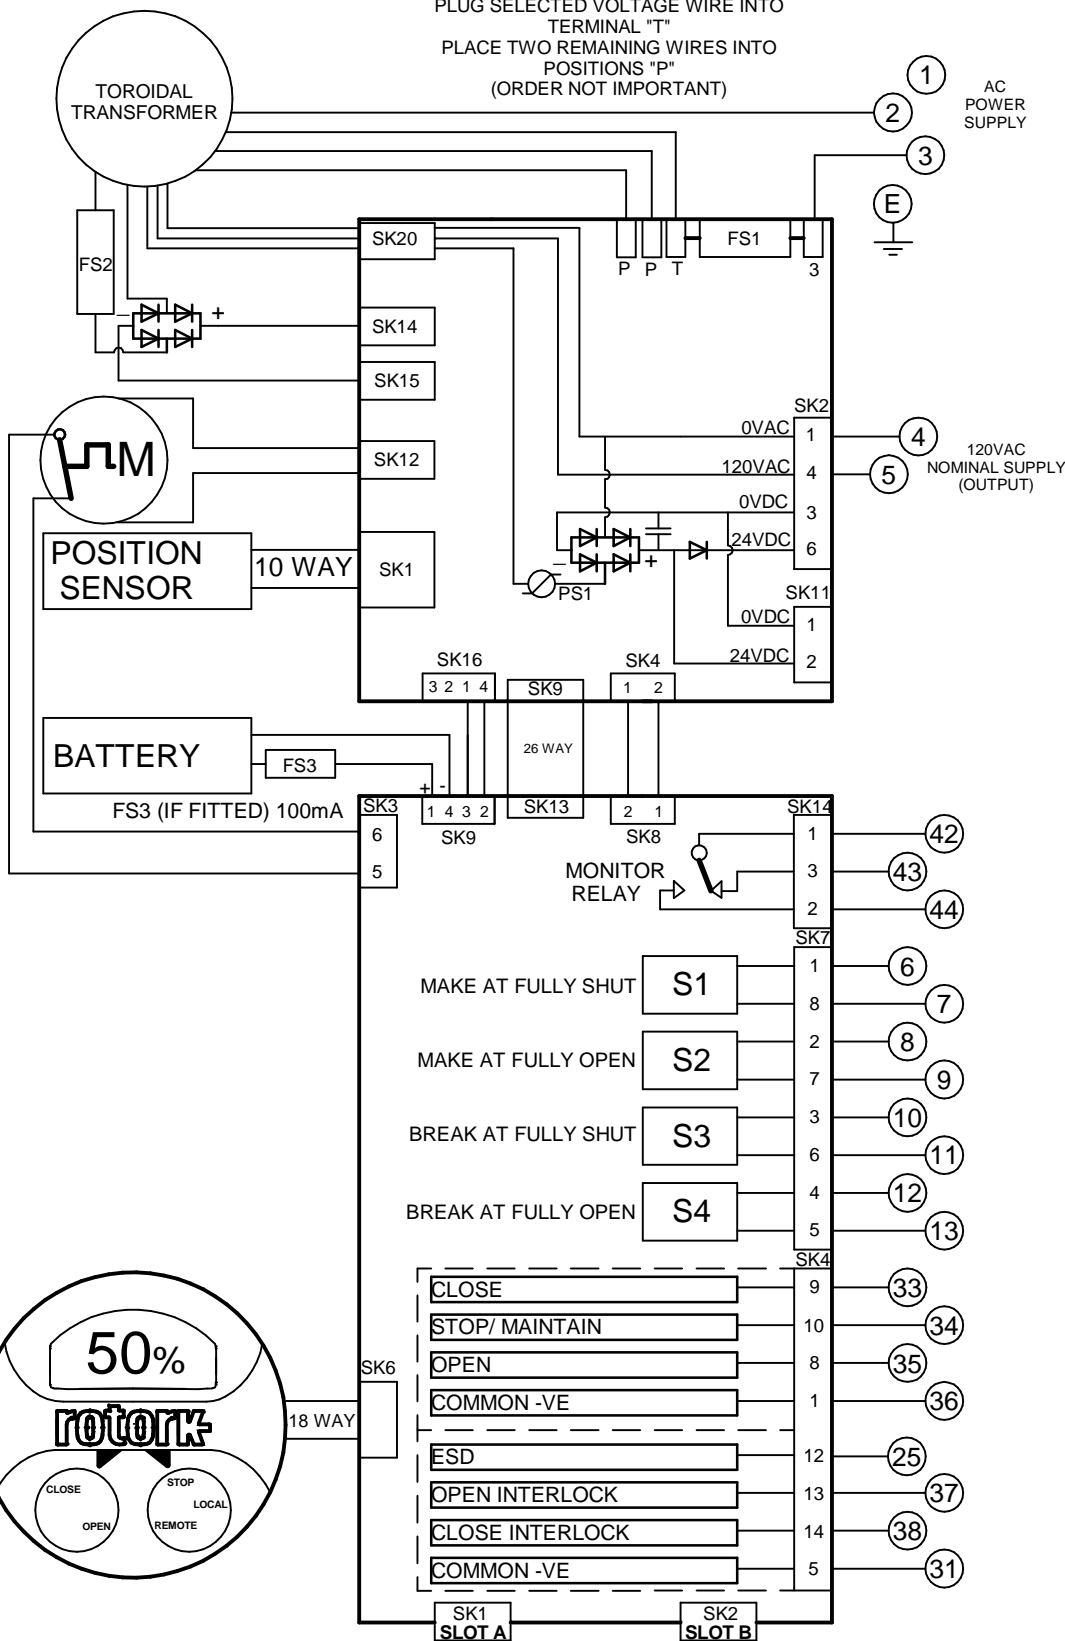 PLUG SELECTED VOLTAGE WIRE INTO
TERMINAL "T"
PLACE TWO REMAINING WIRES INTO
POSITIONS "P"
(ORDER NOT IMPORTANT)
TOROIDAL
TRANSFORMER
1
2
3
E
AC
POWER
SUPPLY
FS2
SK20
P P T
FS1
3
− +
SK14
SK15
SK12
M
POSITION
SENSOR
10 WAY
SK1
SK2
0VAC 1
4
120VAC 4
5
120VAC
NOMINAL SUPPLY
(OUTPUT)
0VDC 3
24VDC 6
− +
PS1
SK11
0VDC 1
24VDC 2
SK16
3 2 1 4
SK9
SK4
1 2
BATTERY
FS3
26 WAY
FS3 (IF FITTED) 100mA
+ -
SK3
6
5
1 4 3 2
SK9
SK13
2 1
SK8
MONITOR
RELAY
SK14
1 42
3 43
2 44
SK7
MAKE AT FULLY SHUT S1
1 6
8 7
MAKE AT FULLY OPEN S2
2 8
7 9
BREAK AT FULLY SHUT S3
3 10
6 11
BREAK AT FULLY OPEN S4
4 12
5 13
SK4
CLOSE 9 33
STOP/ MAINTAIN 10 34
OPEN 8 35
COMMON -VE 1 36
ESD 12 25
OPEN INTERLOCK 13 37
CLOSE INTERLOCK 14 38
COMMON -VE 5 31
50%
rotork
CLOSE
OPEN
STOP
LOCAL
REMOTE
18 WAY
SK6
SK1
SLOT A
SK2
SLOT B